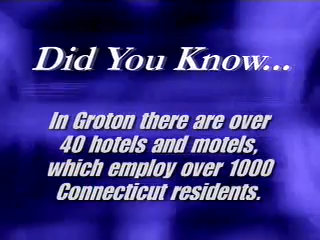 Did You Know...
In Groton there are over
40 hotels and motels,
which employ over 1000
Connecticut residents.